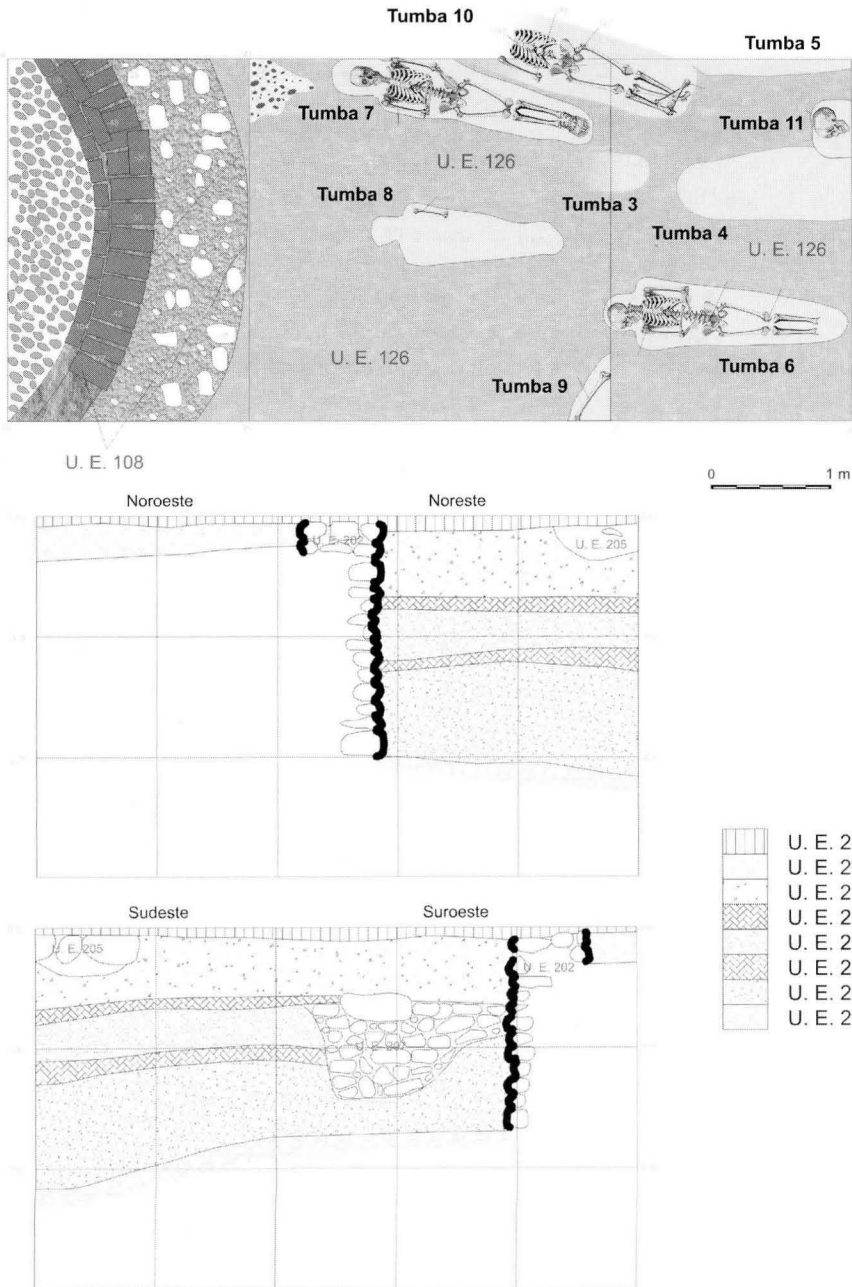 Tumba 10
Tumba 5
Tumba 7
Tumba 11
U. E. 126
Tumba 8
Tumba 3
Tumba 4
U. E. 126
U. E. 126
Tumba 9
Tumba 6
U. E. 108
0 1 m
Noroeste Noreste
U. E. 202
U. E. 205
Sudeste Suroeste
U. E. 205
U. E. 202
U. E. 2
U. E. 2
U. E. 2
U. E. 2
U. E. 2
U. E. 2
U. E. 2
U. E. 2